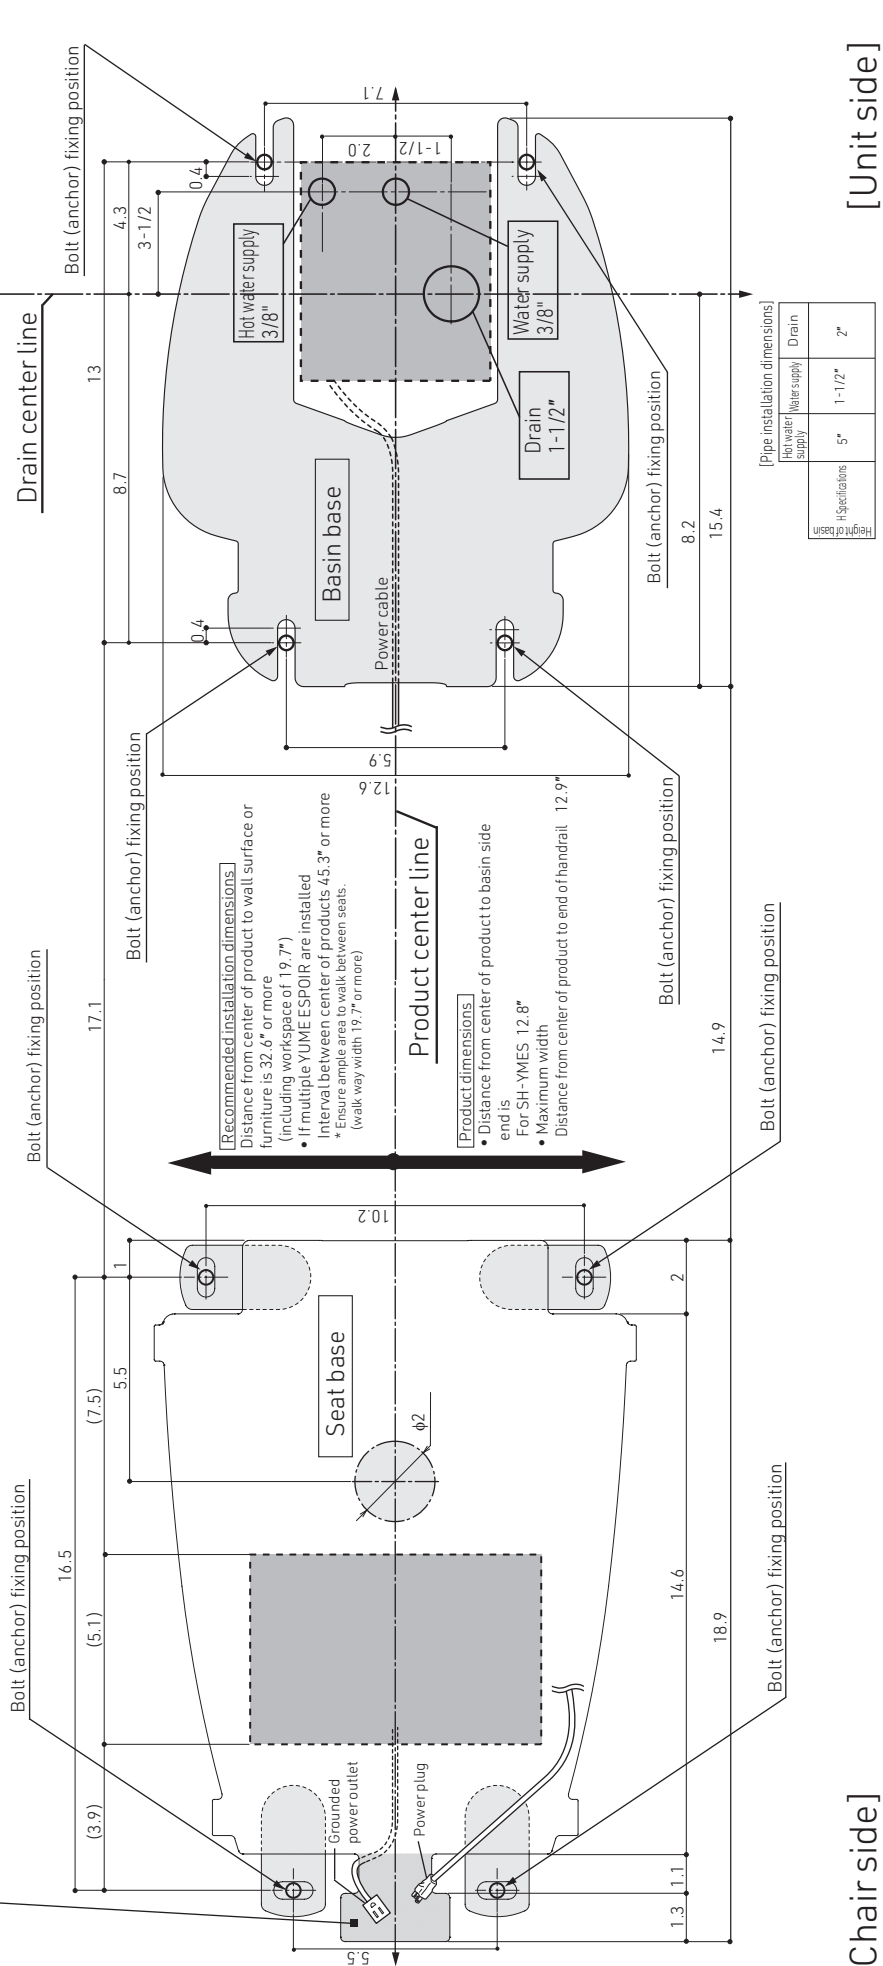 Drain center line
Bolt (anchor) fixing position
Bolt (anchor) fixing position
Bolt (anchor) fixing position
Bolt (anchor) fixing position
16.5
17.1
13
(3.9)
(5.1)
(7.5)
5.5
1
8.7
4.3
3-1/2
0.4
0.4
5.5
10.2
5.9
12.6
7.1
2.0
1-1/2
Hot water supply
3/8"
Water supply
3/8"
Drain
1-1/2"
Basin base
Power cable
Seat base
ϕ2
Grounded
power outlet
Power plug
Recommended installation dimensions
Distance from center of product to wall surface or
furniture is 32.6" or more
(including workspace of 19.7")
• If multiple YUME ESPOIR are installed
Interval between center of products 45.3" or more
* Ensure ample area to walk between seats.
(walk way width 19.7" or more)
Product center line
Product dimensions
• Distance from center of product to basin side
end is
For SH-YMES 12.8"
• Maximum width
Distance from center of product to end of handrail 12.9"
Bolt (anchor) fixing position
Bolt (anchor) fixing position
Bolt (anchor) fixing position
Bolt (anchor) fixing position
1.3
1.1
14.6
2
8.2
18.9
14.9
15.4
[Pipe installation dimensions]
Hot water supply Water supply Drain
Height of basin H Specifications 5" 1-1/2" 2"
[Chair side]
[Unit side]